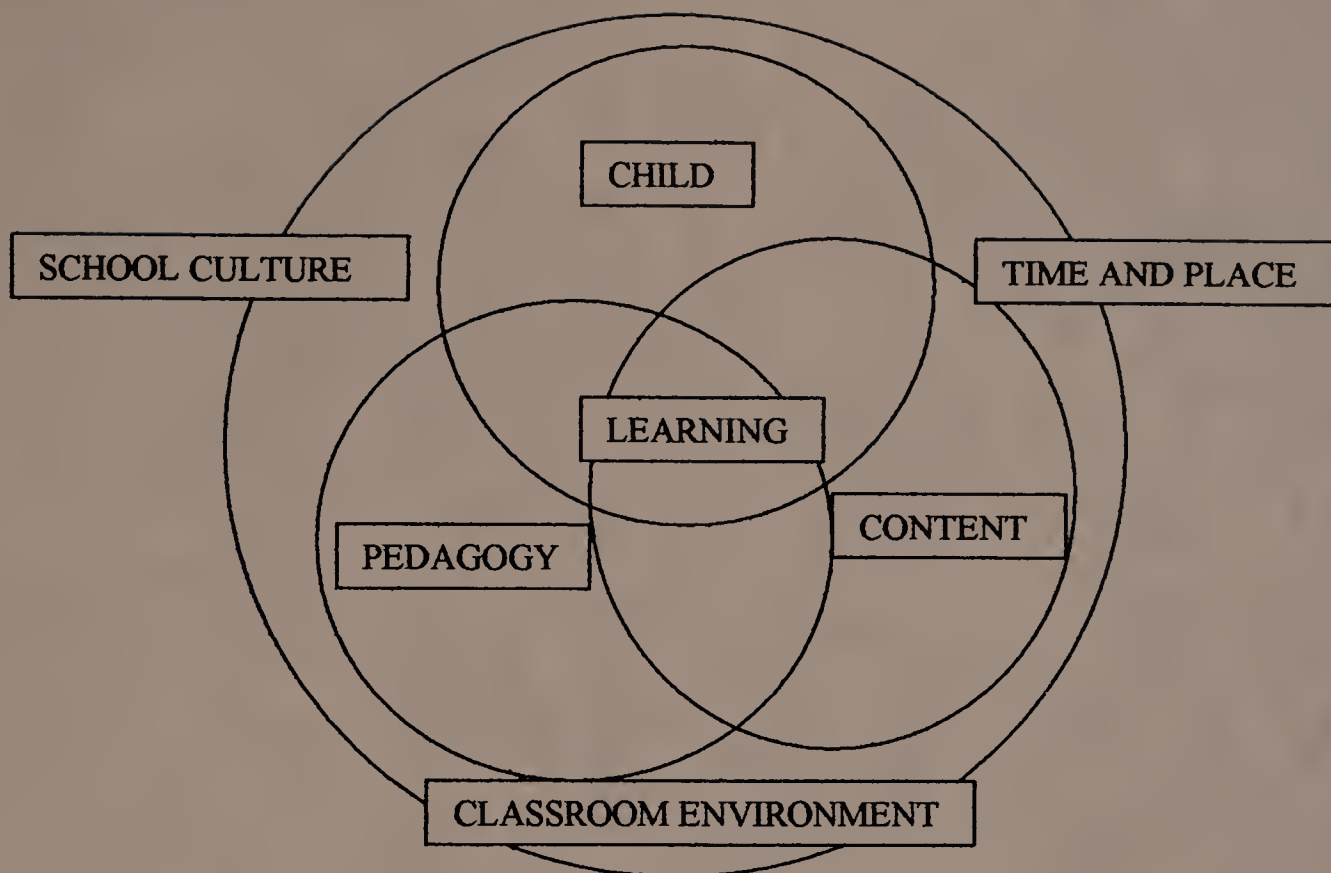 CHILD
SCHOOL CULTURE
TIME AND PLACE
LEARNING
PEDAGOGY
CONTENT
CLASSROOM ENVIRONMENT